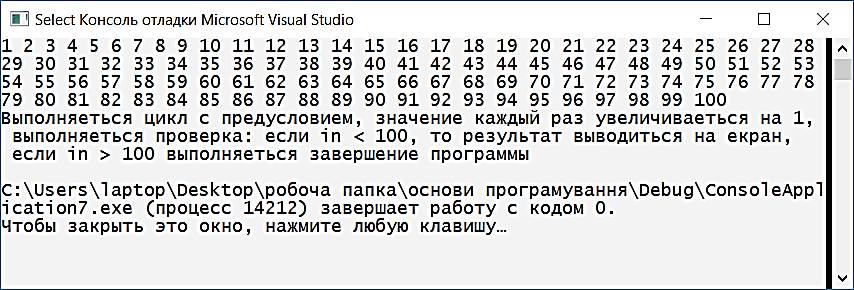 Select Консоль отладки Microsoft Visual Studio
1 2 3 4 5 6 7 8 9 10 11 12 13 14 15 16 17 18 19 20 21 22 23 24 25 26 27 28
29 30 31 32 33 34 35 36 37 38 39 40 41 42 43 44 45 46 47 48 49 50 51 52 53
54 55 56 57 58 59 60 61 62 63 64 65 66 67 68 69 70 71 72 73 74 75 76 77 78
79 80 81 82 83 84 85 86 87 88 89 90 91 92 93 94 95 96 97 98 99 100
Выполняеться цикл с предусловием, значение каждый раз увеличиваеться на 1,
выполняеться проверка: если in < 100, то результат выводиться на екран,
если in > 100 выполняеться завершение программы
C:\Users\laptop\Desktop\робоча папка\основи програмування\Debug\ConsoleAppl
ication7.exe (процесс 14212) завершает работу с кодом 0.
Чтобы закрыть это окно, нажмите любую клавишу…